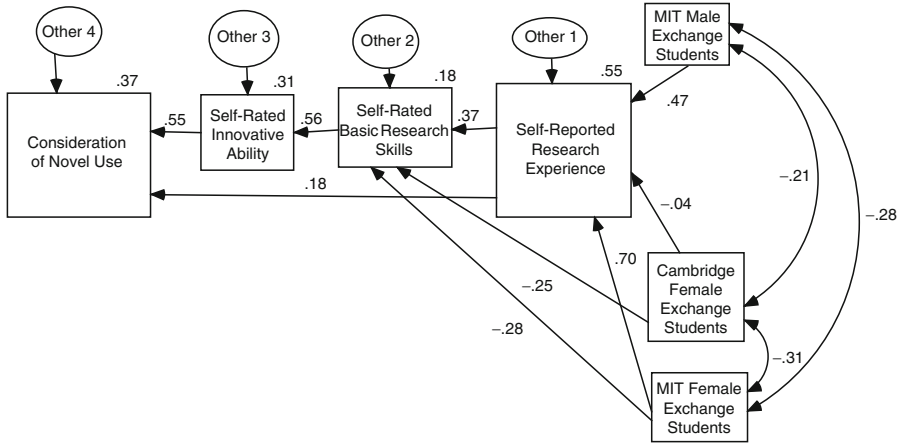 Other 4
Other 3
Other 2
Other 1
MIT Male
Exchange
Students
.37
.31
.18
.55
Consideration
of Novel Use
.55
Self-Rated
Innovative
Ability
.56
Self-Rated
Basic Research
Skills
.37
Self-Reported
Research
Experience
.47
.18
–.21
–.04
–.28
.70
Cambridge
Female
Exchange
Students
–.25
–.28
–.31
MIT Female
Exchange
Students